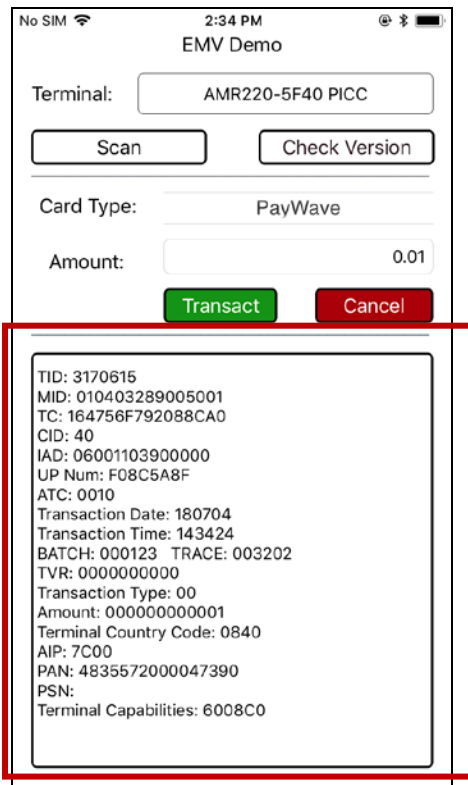 No SIM 2:34 PM
EMV Demo
Terminal: AMR220-5F40 PICC
Scan Check Version
Card Type: PayWave
Amount: 0.01
Transact Cancel
TID: 3170615
MID: 010403289005001
TC: 164756F792088CA0
CID: 40
IAD: 06001103900000
UP Num: F08C5A8F
ATC: 0010
Transaction Date: 180704
Transaction Time: 143424
BATCH: 000123 TRACE: 003202
TVR: 0000000000
Transaction Type: 00
Amount: 000000000001
Terminal Country Code: 0840
AIP: 7C00
PAN: 4835572000047390
PSN:
Terminal Capabilities: 6008C0